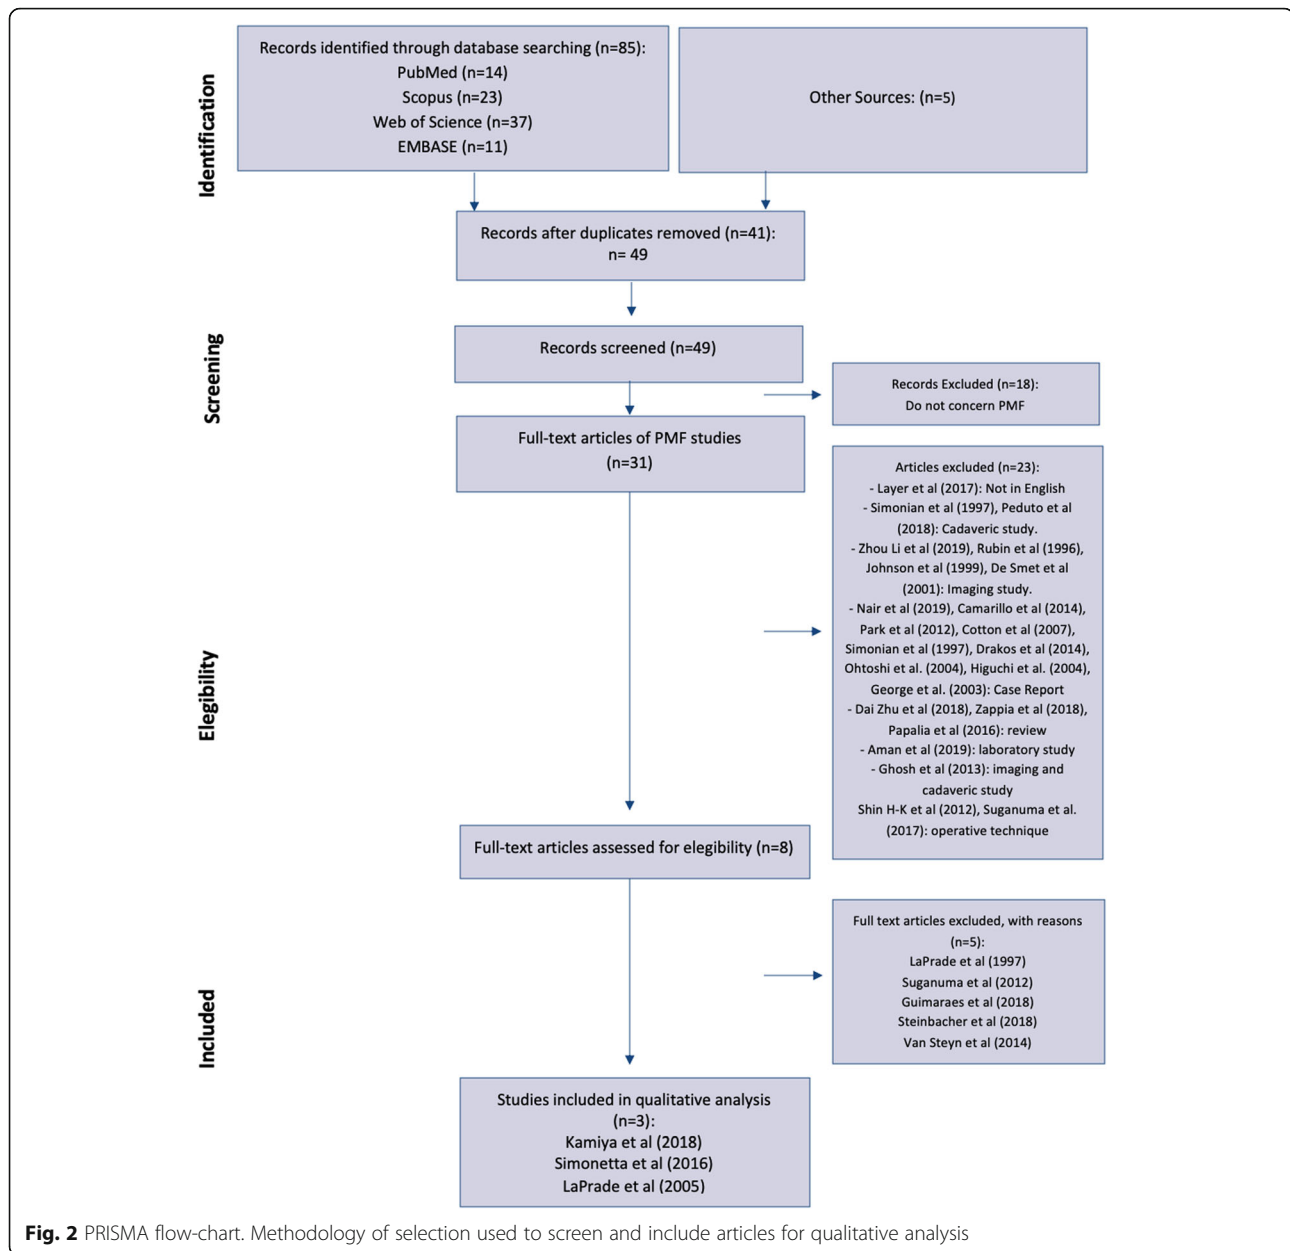 Identification
Records identified through database searching (n=85):
PubMed (n=14)
Scopus (n=23)
Web of Science (n=37)
EMBASE (n=11)
Other Sources: (n=5)
Records after duplicates removed (n=41):
n= 49
Screening
Records screened (n=49)
Records Excluded (n=18):
Do not concern PMF
Full-text articles of PMF studies
(n=31)
Elegibility
Articles excluded (n=23):
- Layer et al (2017): Not in English
- Simonian et al (1997), Peduto et al
(2018): Cadaveric study.
- Zhou Li et al (2019), Rubin et al (1996),
Johnson et al (1999), De Smet et al
(2001): Imaging study.
- Nair et al (2019), Camarillo et al (2014),
Park et al (2012), Cotton et al (2007),
Simonian et al (1997), Drakos et al (2014),
Ohtoshi et al. (2004), Higuchi et al. (2004),
George et al. (2003): Case Report
- Dai Zhu et al (2018), Zappia et al (2018),
Papalia et al (2016): review
- Aman et al (2019): laboratory study
- Ghosh et al (2013): imaging and
cadaveric study
Shin H-K et al (2012), Suganuma et al.
(2017): operative technique
Full-text articles assessed for elegibility (n=8)
Included
Full text articles excluded, with reasons
(n=5):
LaPrade et al (1997)
Suganuma et al (2012)
Guimaraes et al (2018)
Steinbacher et al (2018)
Van Steyn et al (2014)
Studies included in qualitative analysis
(n=3):
Kamiya et al (2018)
Simonetta et al (2016)
LaPrade et al (2005)
Fig. 2 PRISMA flow-chart. Methodology of selection used to screen and include articles for qualitative analysis